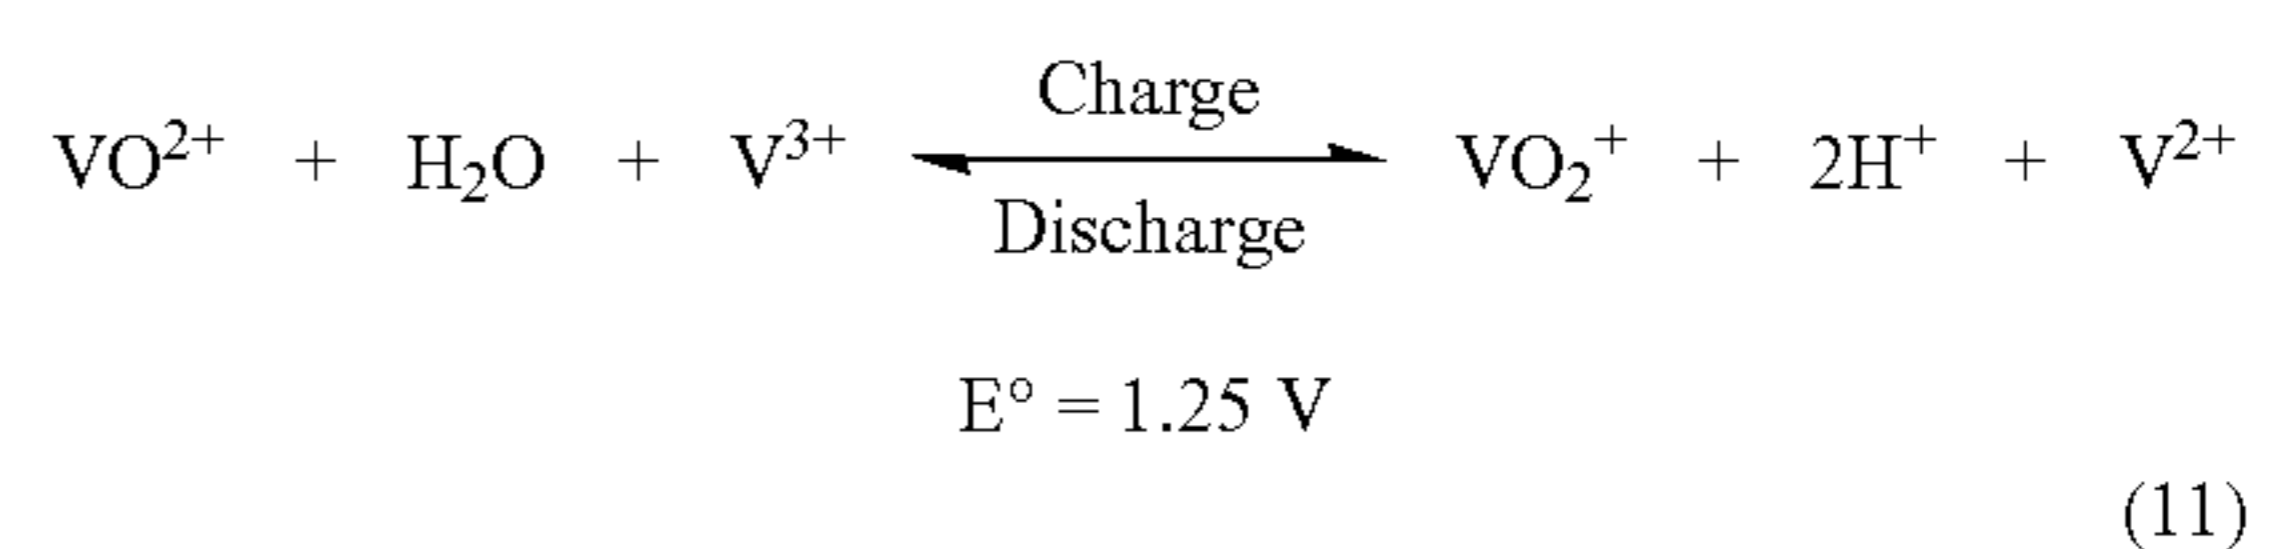 Charge
VO²⁺ + H₂O + V³⁺ ⇌ VO₂⁺ + 2H⁺ + V²⁺
Discharge
E° = 1.25 V
(11)